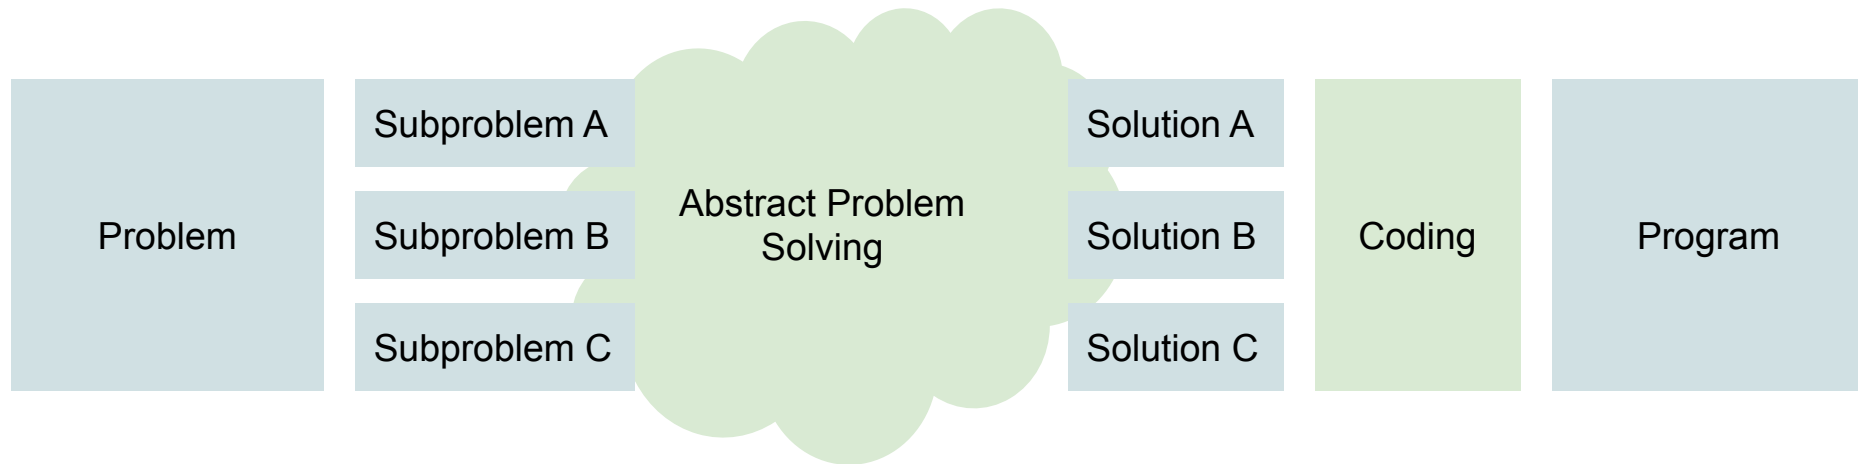 Problem
Subproblem A
Subproblem B
Subproblem C
Abstract Problem
Solving
Solution A
Solution B
Solution C
Coding
Program